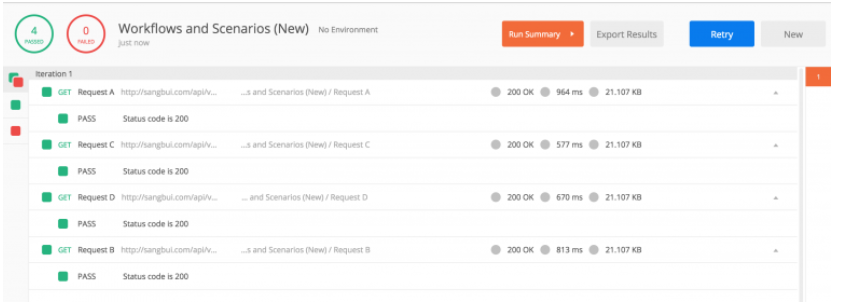 4 PASSED 0 FAILED Workflows and Scenarios (New) No Environment Run Summary Export Results Retry New
just now
Iteration 1 1
GET Request A http://sangbui.com/api/v... ...s and Scenarios (New) / Request A 200 OK 964 ms 21.107 KB
PASS Status code is 200
GET Request C http://sangbui.com/api/v... ...s and Scenarios (New) / Request C 200 OK 577 ms 21.107 KB
PASS Status code is 200
GET Request D http://sangbui.com/api/v... ... and Scenarios (New) / Request D 200 OK 670 ms 21.107 KB
PASS Status code is 200
GET Request B http://sangbui.com/api/v... ...s and Scenarios (New) / Request B 200 OK 813 ms 21.107 KB
PASS Status code is 200